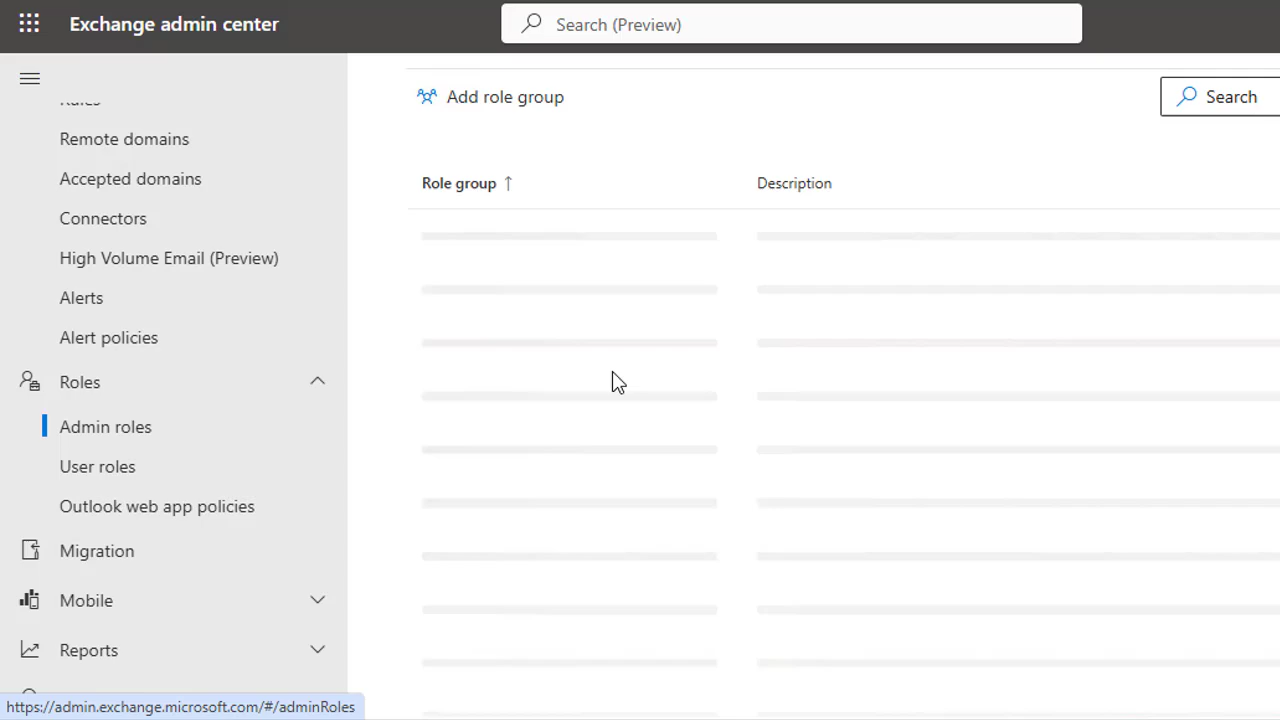 Exchange admin center
Search (Preview)
Add role group
Search
Role group ↑
Description
Rules
Remote domains
Accepted domains
Connectors
High Volume Email (Preview)
Alerts
Alert policies
Roles
Admin roles
User roles
Outlook web app policies
Migration
Mobile
Reports
https://admin.exchange.microsoft.com/#/adminRoles